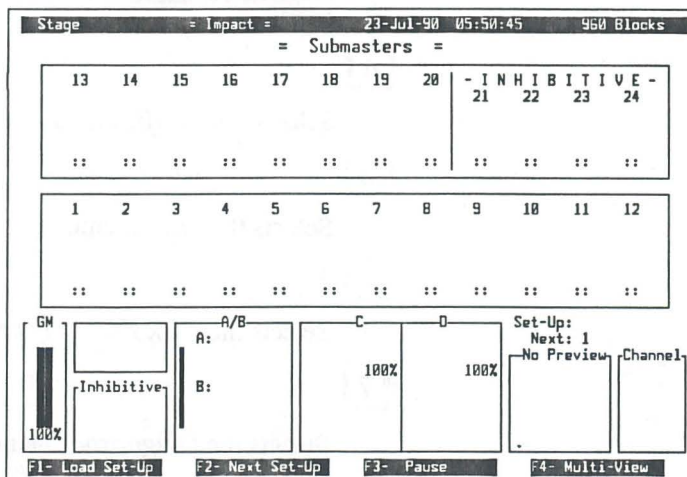 Stage = Impact = 23-Jul-90 05:50:45 960 Blocks
= Submasters =
13 14 15 16 17 18 19 20 - I N H I B I T I V E -
21 22 23 24
:: :: :: :: :: :: :: :: :: :: :: ::
1 2 3 4 5 6 7 8 9 10 11 12
:: :: :: :: :: :: :: :: :: :: :: ::
GM A/B C D Set-Up:
A: Next: 1
No Preview Channel
100% 100%
Inhibitive B:
100%
F1- Load Set-Up F2- Next Set-Up F3- Pause F4- Multi-View